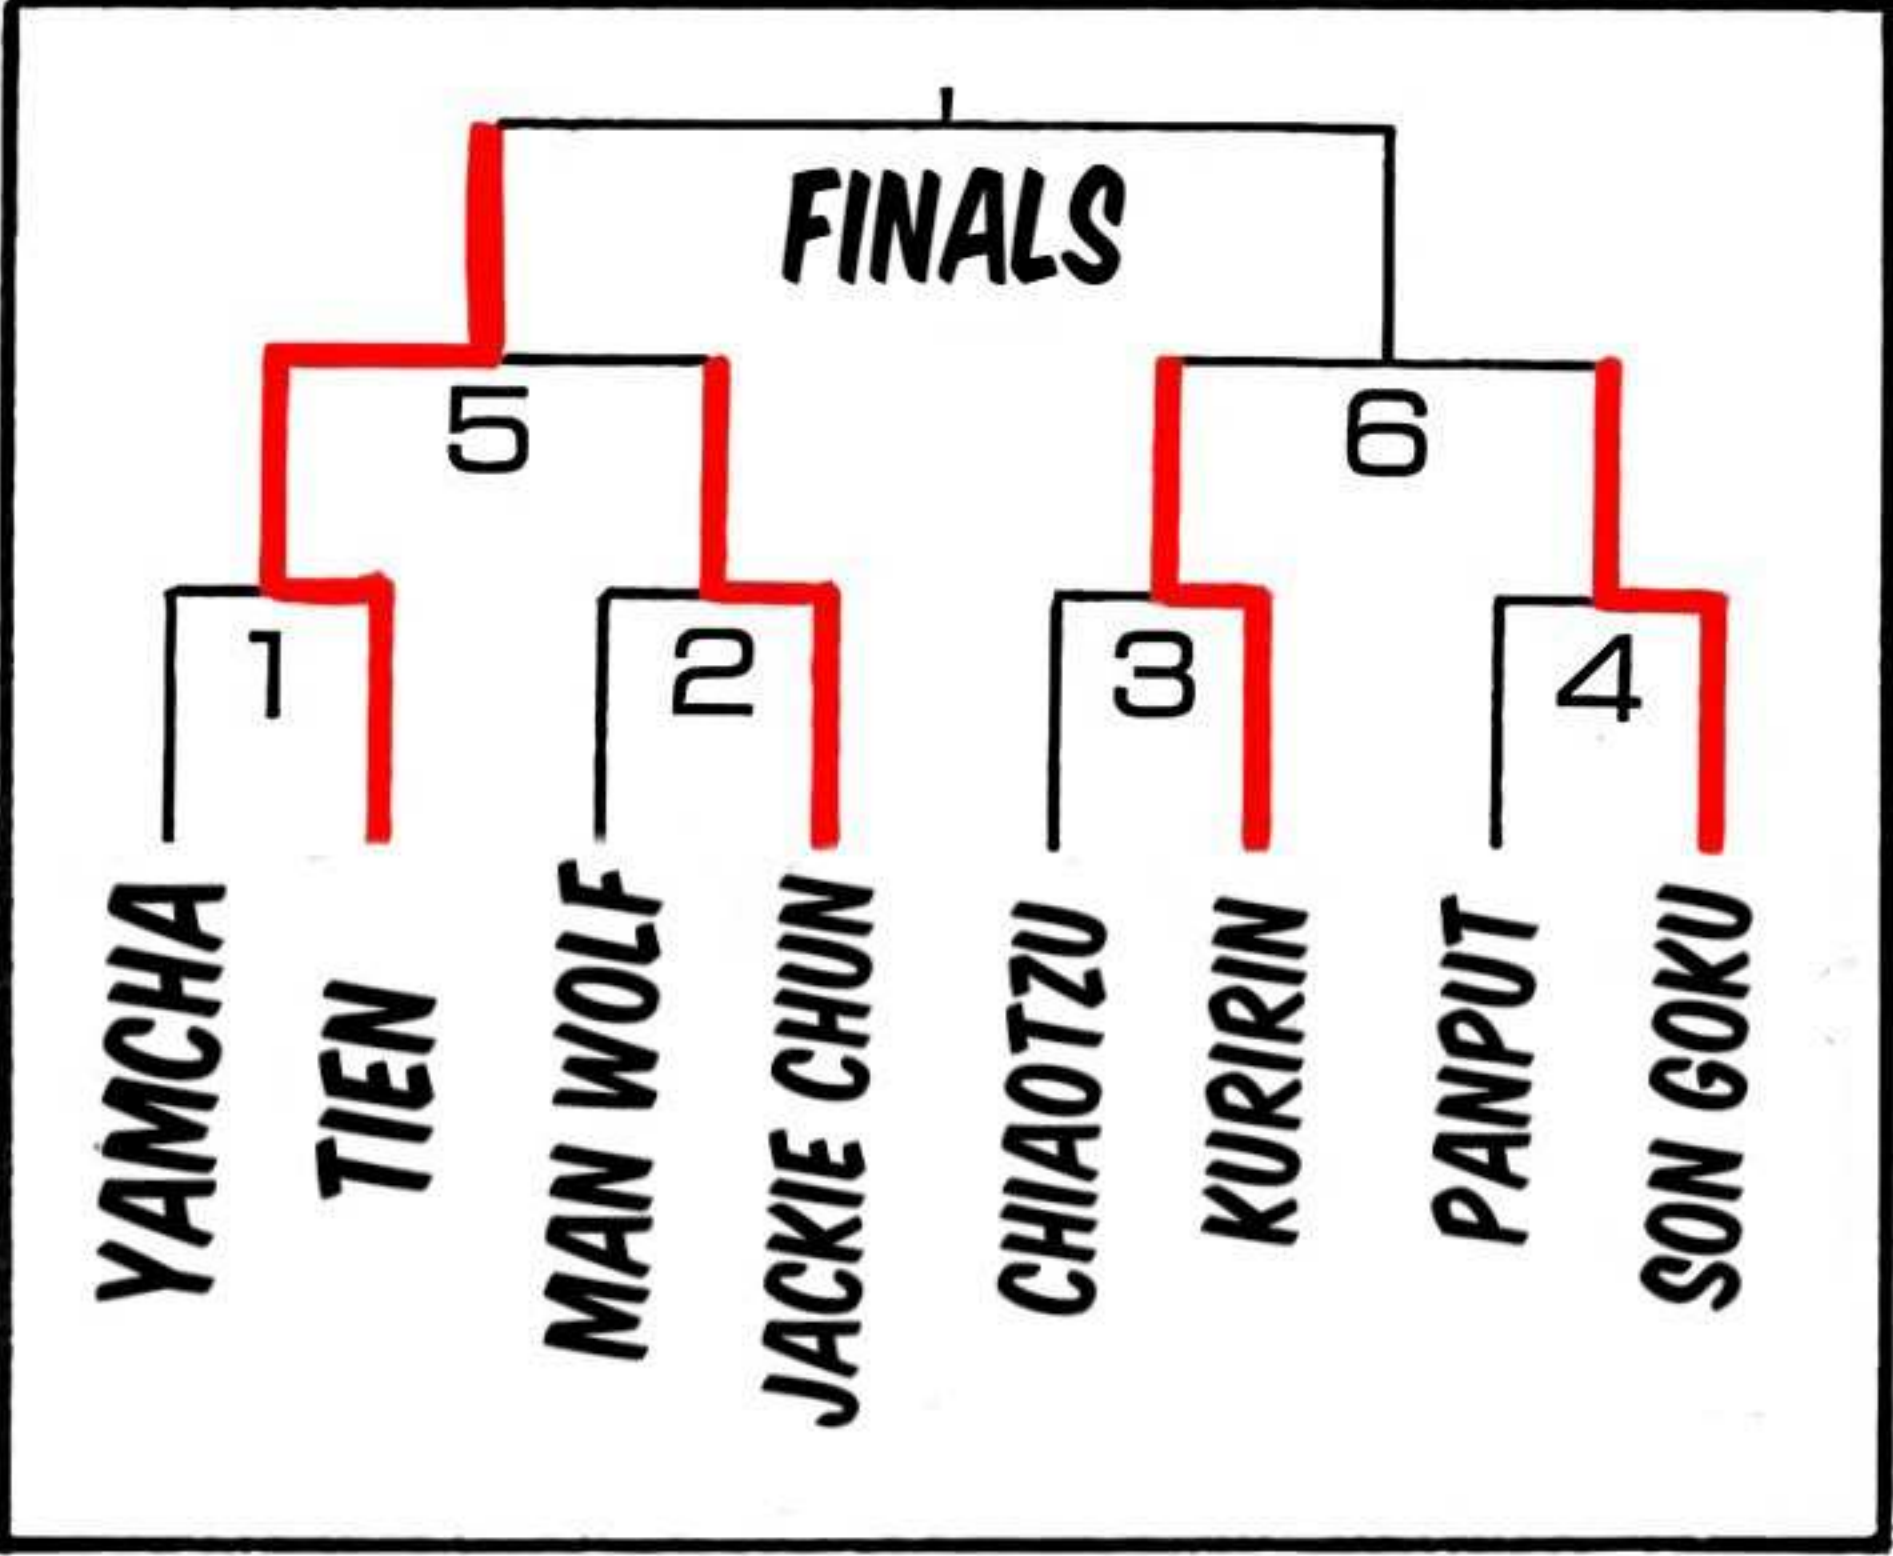 FINALS
5
6
1
2
3
4
YAMCHA
TIEN
MAN WOLF
JACKIE CHUN
CHIAOTZU
KURIRIN
PANPUT
SON GOKU